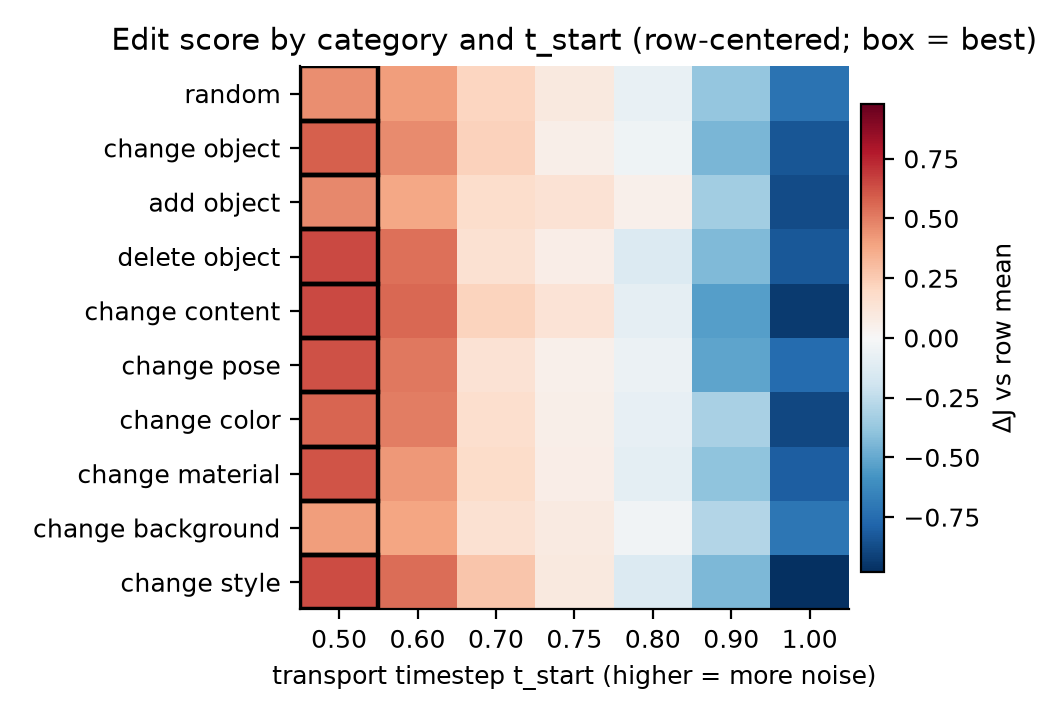 Edit score by category and t_start (row-centered; box = best)
random
change object
add object
delete object
change content
change pose
change color
change material
change background
change style
0.50 0.60 0.70 0.75 0.80 0.90 1.00
transport timestep t_start (higher = more noise)
0.75
0.50
0.25
0.00
−0.25
−0.50
−0.75
ΔJ vs row mean